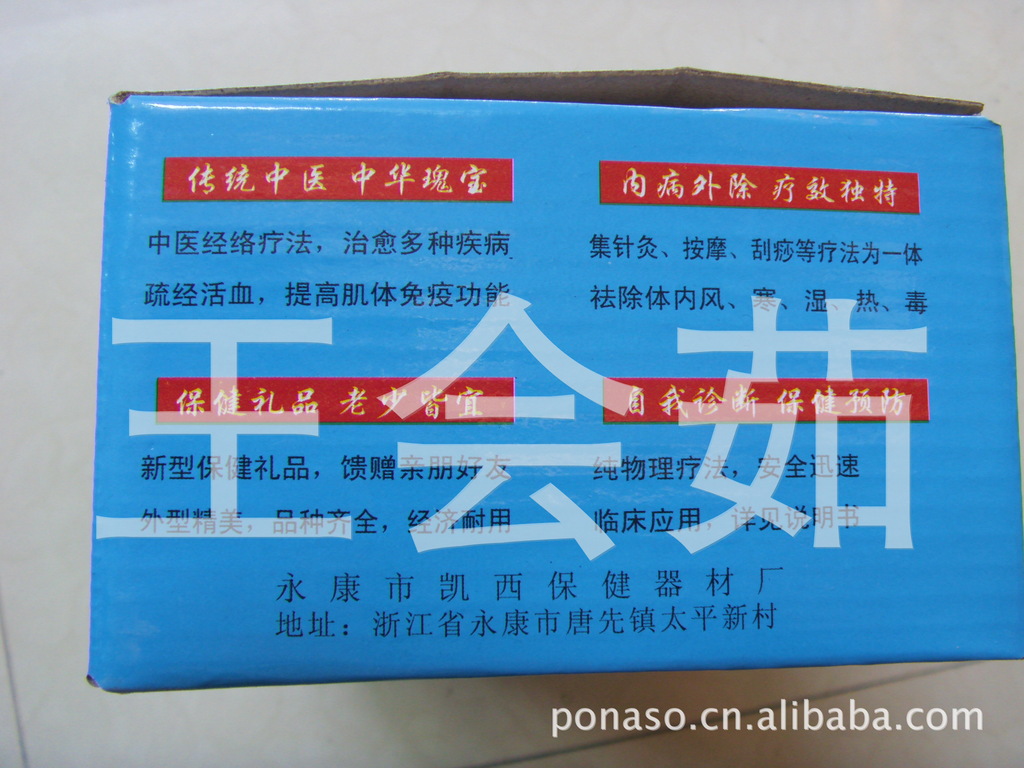 传统中医 中华瑰宝
中医经络疗法，治愈多种疾病
疏经活血，提高肌体免疫功能
内病外除 疗效独特
集针灸、按摩、刮痧等疗法为一体
祛除体内风、寒、湿、热、毒
保健礼品 老少皆宜
新型保健礼品，馈赠亲朋好友
外型精美，品种齐全，经济耐用
自我诊断 保健预防
纯物理疗法，安全迅速
临床应用，详见说明书
王会茹
永康市凯西保健器材厂
地址：浙江省永康市唐先镇太平新村
ponaso.cn.alibaba.com